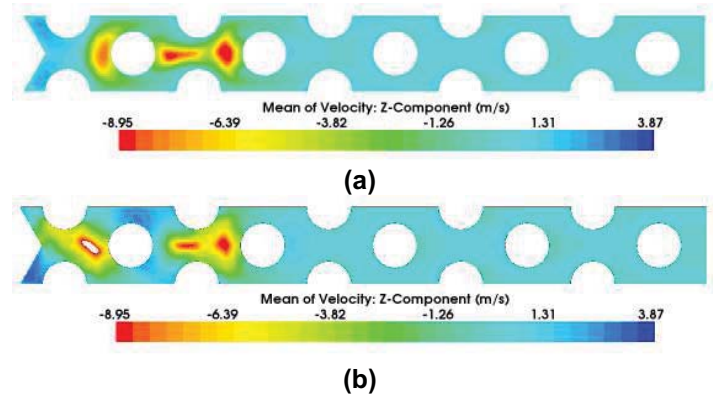 Mean of Velocity: Z-Component (m/s)
-8.95 -6.39 -3.82 -1.26 1.31 3.87
(a)
Mean of Velocity: Z-Component (m/s)
-8.95 -6.39 -3.82 -1.26 1.31 3.87
(b)